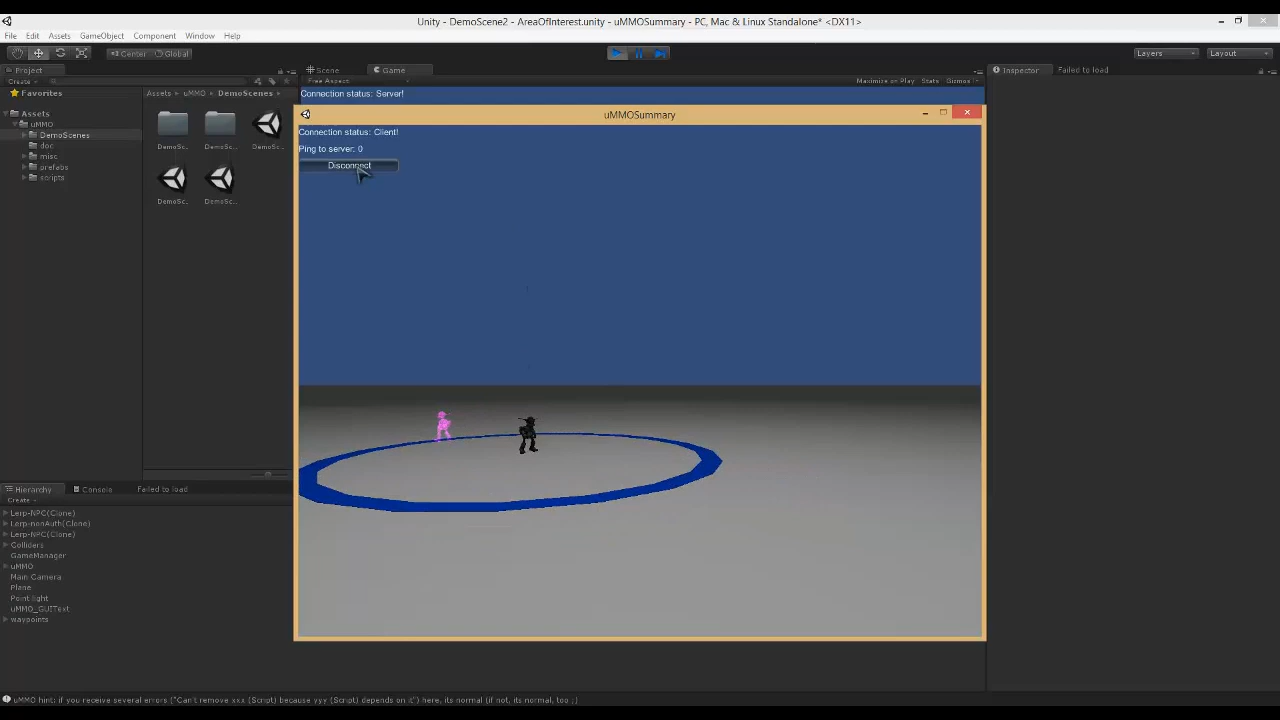 Unity - DemoScene2 - AreaOfInterest.unity - uMMOSummary - PC, Mac & Linux Standalone* <DX11>
File Edit Assets GameObject Component Window Help
Center Global
Layers
Layout
Project
Scene
Game
Inspector
Failed to load
Create
Free Aspect
Maximize on Play
Stats
Gizmos
Favorites
Assets
uMMO
DemoScenes
doc
misc
prefabs
scripts
Assets uMMO DemoScenes
DemoSc...
DemoSc...
DemoSc...
DemoSc...
DemoSc...
Connection status: Server!
uMMOSummary
Connection status: Client!
Ping to server: 0
Disconnect
Hierarchy
Console
Failed to load
Create
Lerp-NPC(Clone)
Lerp-nonAuth(Clone)
Lerp-NPC(Clone)
Colliders
GameManager
uMMO
Main Camera
Plane
Point light
uMMO_GUIText
waypoints
uMMO hint: if you receive several errors ("Can't remove xxx (Script) because yyy (Script) depends on it") here, its normal (if not, its normal, too ;)